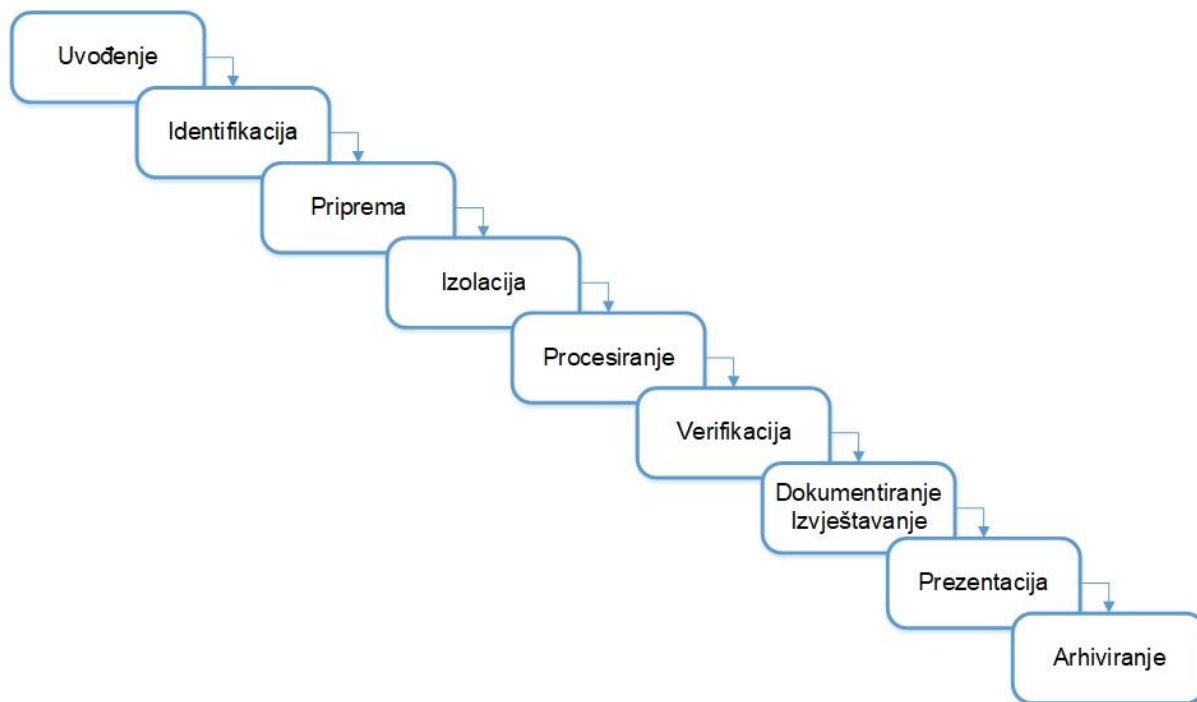 Uvođenje
Identifikacija
Priprema
Izolacija
Procesiranje
Verifikacija
Dokumentiranje
Izvještavanje
Prezentacija
Arhiviranje